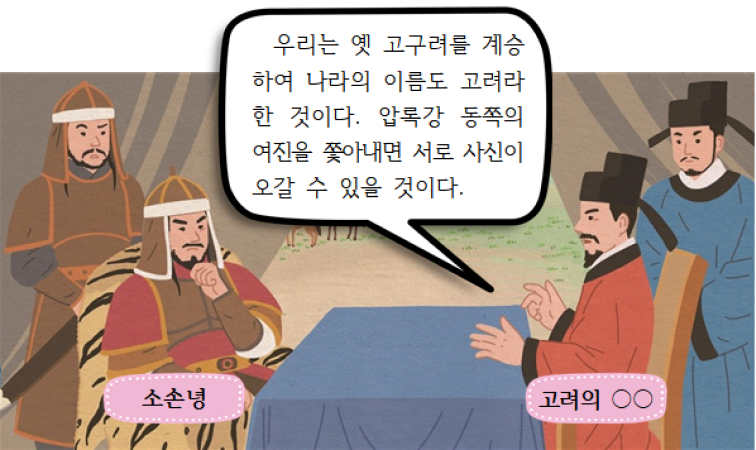 우리는 옛 고구려를 계승
하여 나라의 이름도 고려라
한 것이다. 압록강 동쪽의
여진을 쫓아내면 서로 사신이
오갈 수 있을 것이다.
소손녕
고려의 ○○